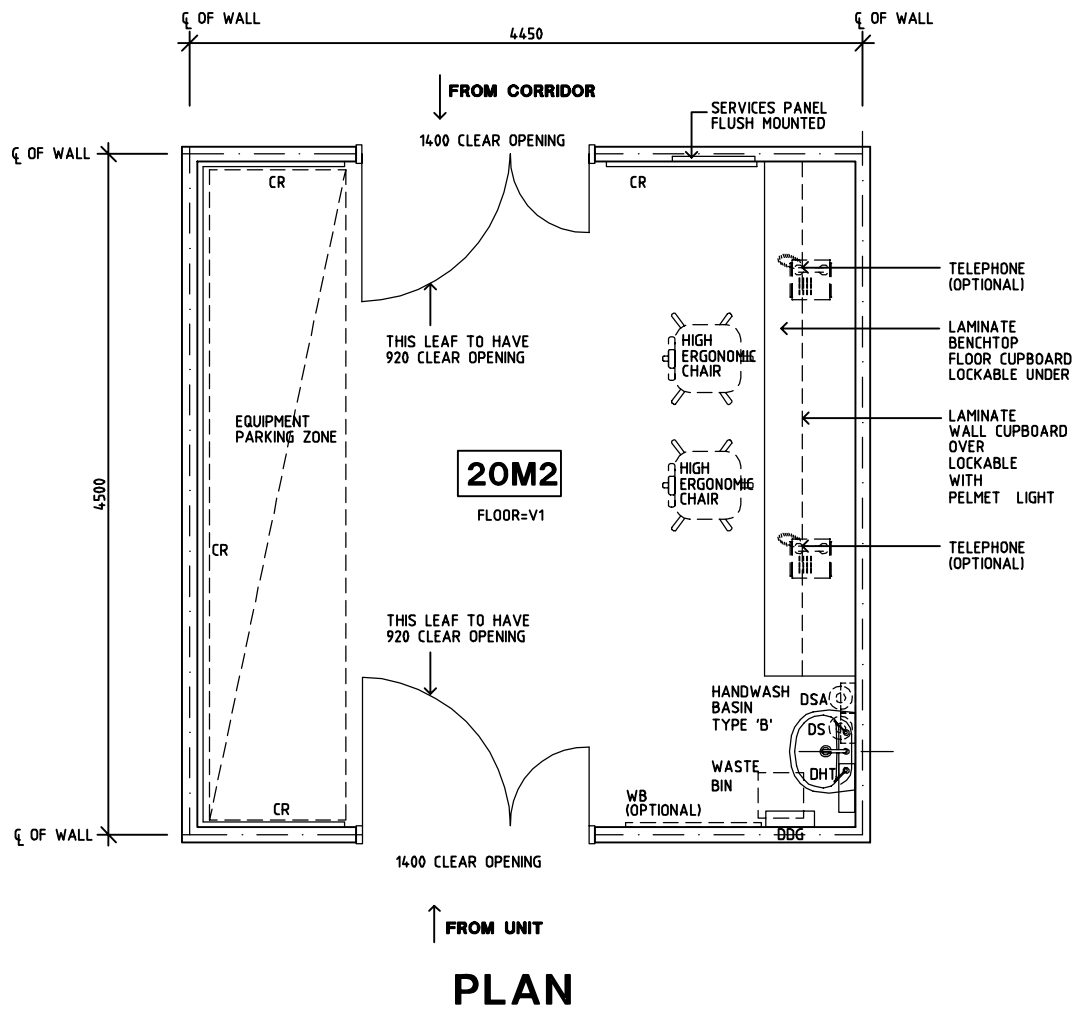 ℄ OF WALL
℄ OF WALL
4450
FROM CORRIDOR
SERVICES PANEL
FLUSH MOUNTED
1400 CLEAR OPENING
℄ OF WALL
CR
CR
TELEPHONE
(OPTIONAL)
THIS LEAF TO HAVE
920 CLEAR OPENING
HIGH
ERGONOMIC
CHAIR
LAMINATE
BENCHTOP
FLOOR CUPBOARD
LOCKABLE UNDER
EQUIPMENT
PARKING ZONE
LAMINATE
WALL CUPBOARD
OVER
LOCKABLE
WITH
PELMET LIGHT
20M2
FLOOR=V1
HIGH
ERGONOMIC
CHAIR
4500
CR
TELEPHONE
(OPTIONAL)
THIS LEAF TO HAVE
920 CLEAR OPENING
HANDWASH
BASIN
TYPE 'B'
DSA
DS
WASTE
BIN
DHT
CR
WB
(OPTIONAL)
DDG
℄ OF WALL
1400 CLEAR OPENING
FROM UNIT
PLAN